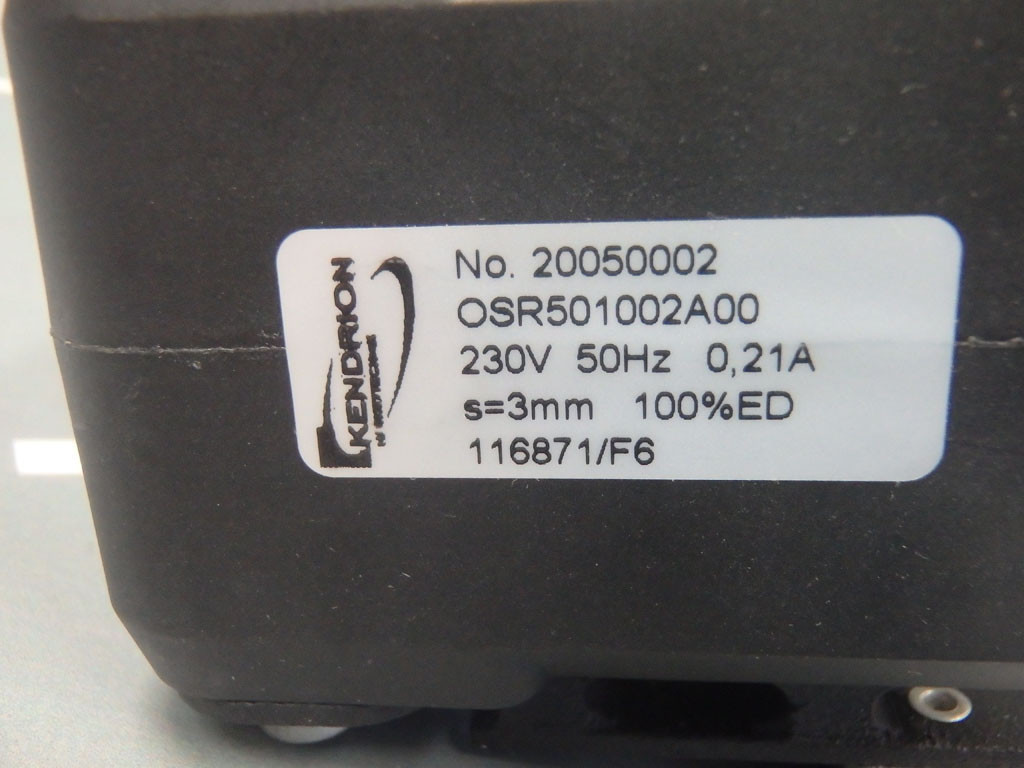 KENDRION
No. 20050002
OSR501002A00
230V 50Hz 0,21A
s=3mm 100%ED
116871/F6